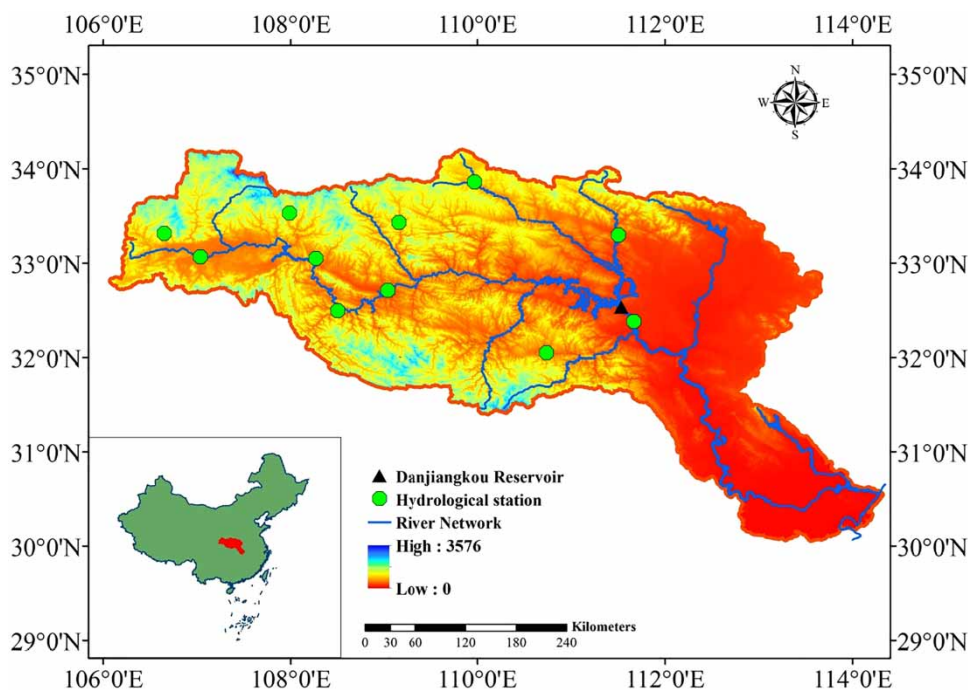 106°0'E 108°0'E 110°0'E 112°0'E 114°0'E
35°0'N 35°0'N
N
W E
S
34°0'N 34°0'N
33°0'N 33°0'N
32°0'N 32°0'N
31°0'N 31°0'N
Danjiangkou Reservoir
Hydrological station
River Network
High : 3576
Low : 0
30°0'N 30°0'N
Kilometers
0 30 60 120 180 240
29°0'N 29°0'N
106°0'E 108°0'E 110°0'E 112°0'E 114°0'E